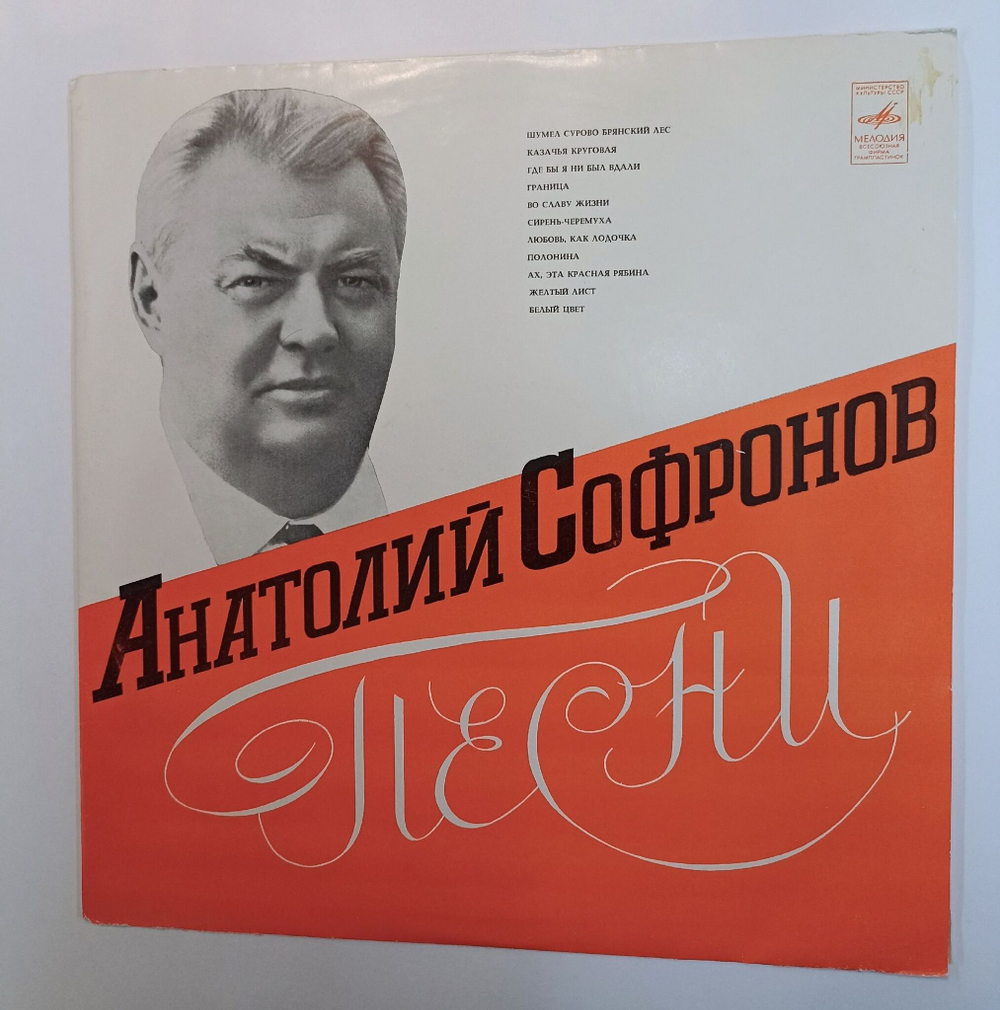 МИНИСТЕРСТВО
КУЛЬТУРЫ СССР
МЕЛОДИЯ
ВСЕСОЮЗНАЯ
ФИРМА
ГРАМПЛАСТИНОК
ШУМЕЛ СУРОВО БРЯНСКИЙ ЛЕС
КАЗАЧЬЯ КРУГОВАЯ
ГДЕ БЫ Я НИ БЫЛ ВДАЛИ
ГРАНИЦА
ВО СЛАВУ ЖИЗНИ
СИРЕНЬ-ЧЕРЕМУХА
ЛЮБОВЬ, КАК ЛОДОЧКА
ПОЛОНИНА
АХ, ЭТА КРАСНАЯ РЯБИНА
ЖЕЛТЫЙ ЛИСТ
БЕЛЫЙ ЦВЕТ
АНАТОЛИЙ СОФРОНОВ
ПЕСНИ